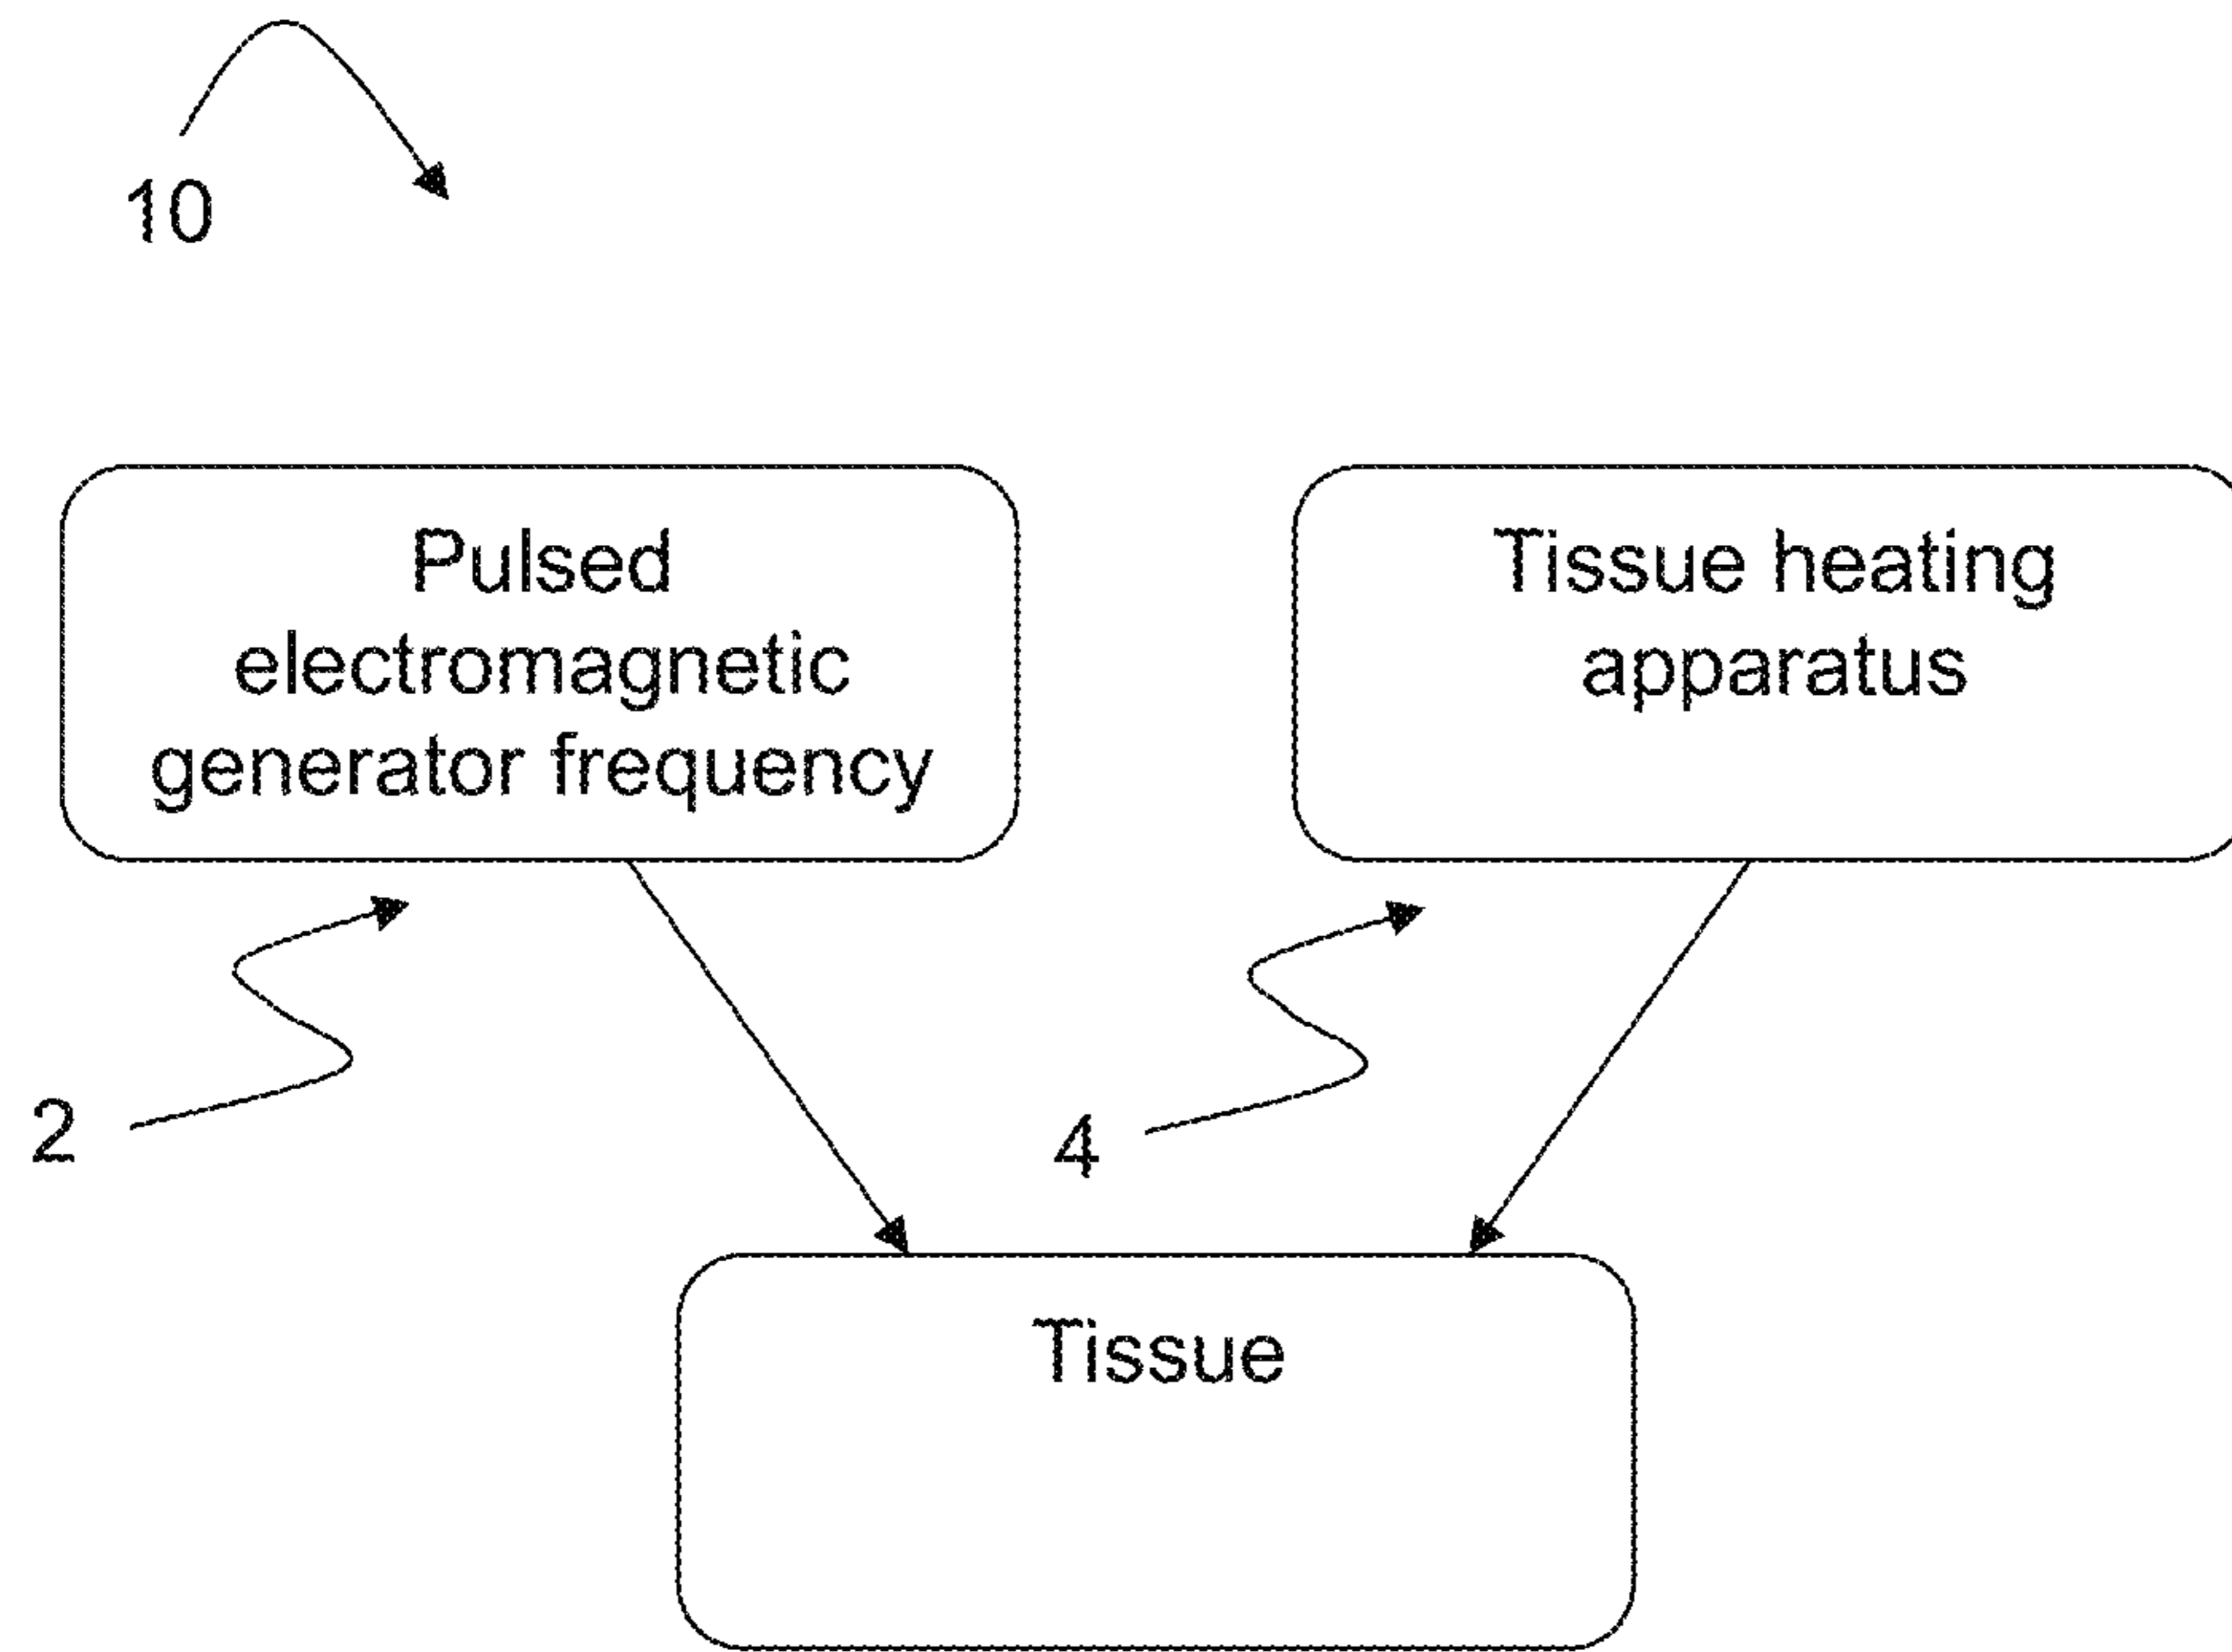 10
Pulsed
electromagnetic
generator frequency
Tissue heating
apparatus
2
4
Tissue